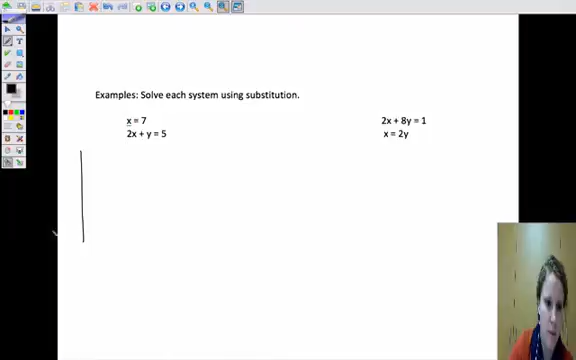 Examples: Solve each system using substitution.
x = 7
2x + y = 5
2x + 8y = 1
x = 2y